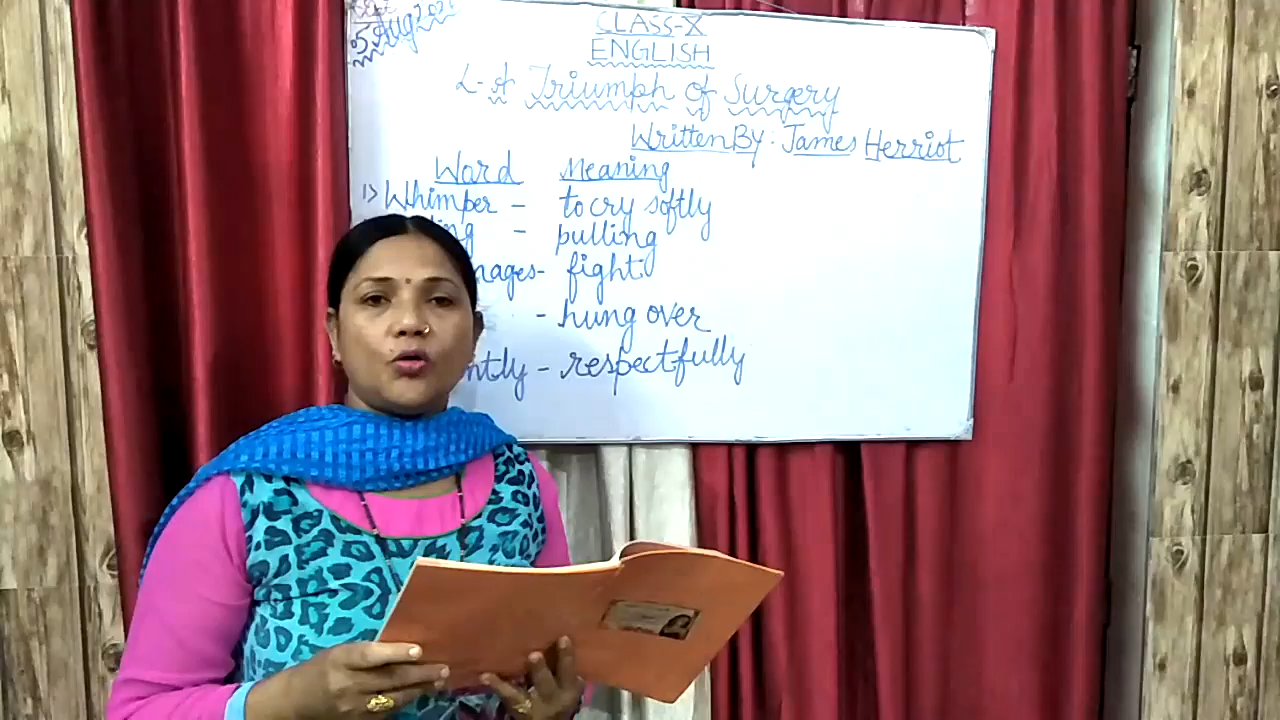 5 Aug 202
CLASS-X
ENGLISH
L- A Triumph of Surgery
Written By: James Herriot
Word Meaning
1> Whimper - to cry softly
- pulling
- fight
- hung over
- respectfully